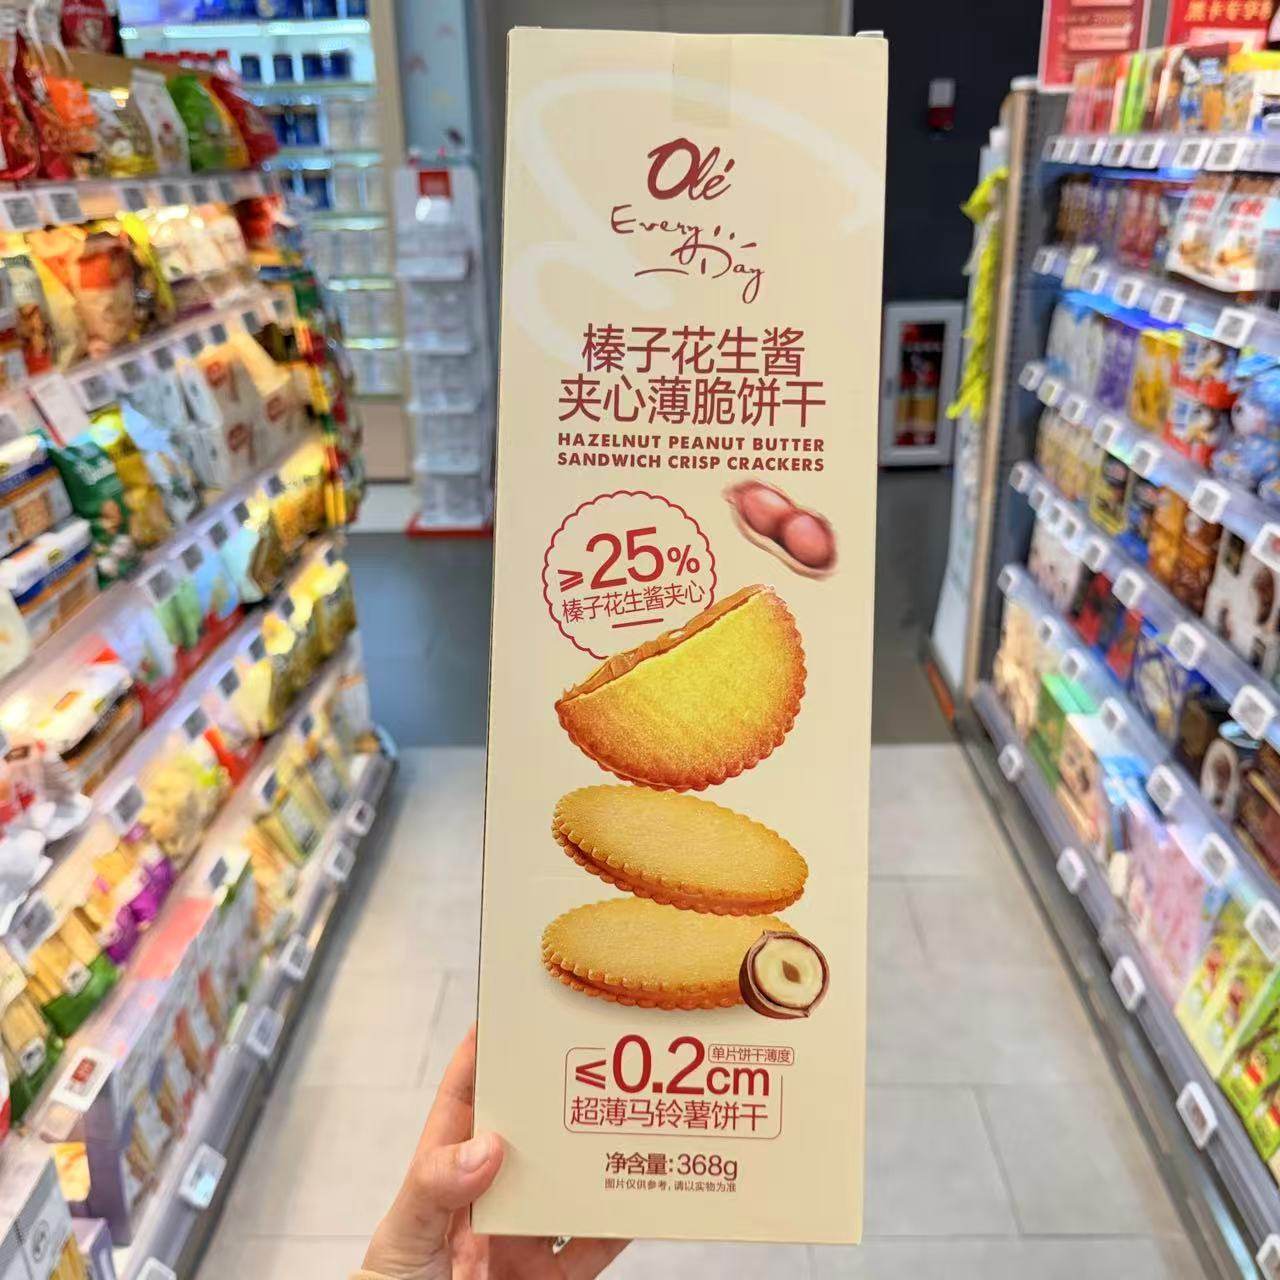 Olé
Every
Day
榛子花生酱
夹心薄脆饼干
HAZELNUT PEANUT BUTTER
SANDWICH CRISP CRACKERS
≥25%
榛子花生酱夹心
≤0.2cm
单片饼干薄度
超薄马铃薯饼干
净含量:368g
图片仅供参考,请以实物为准